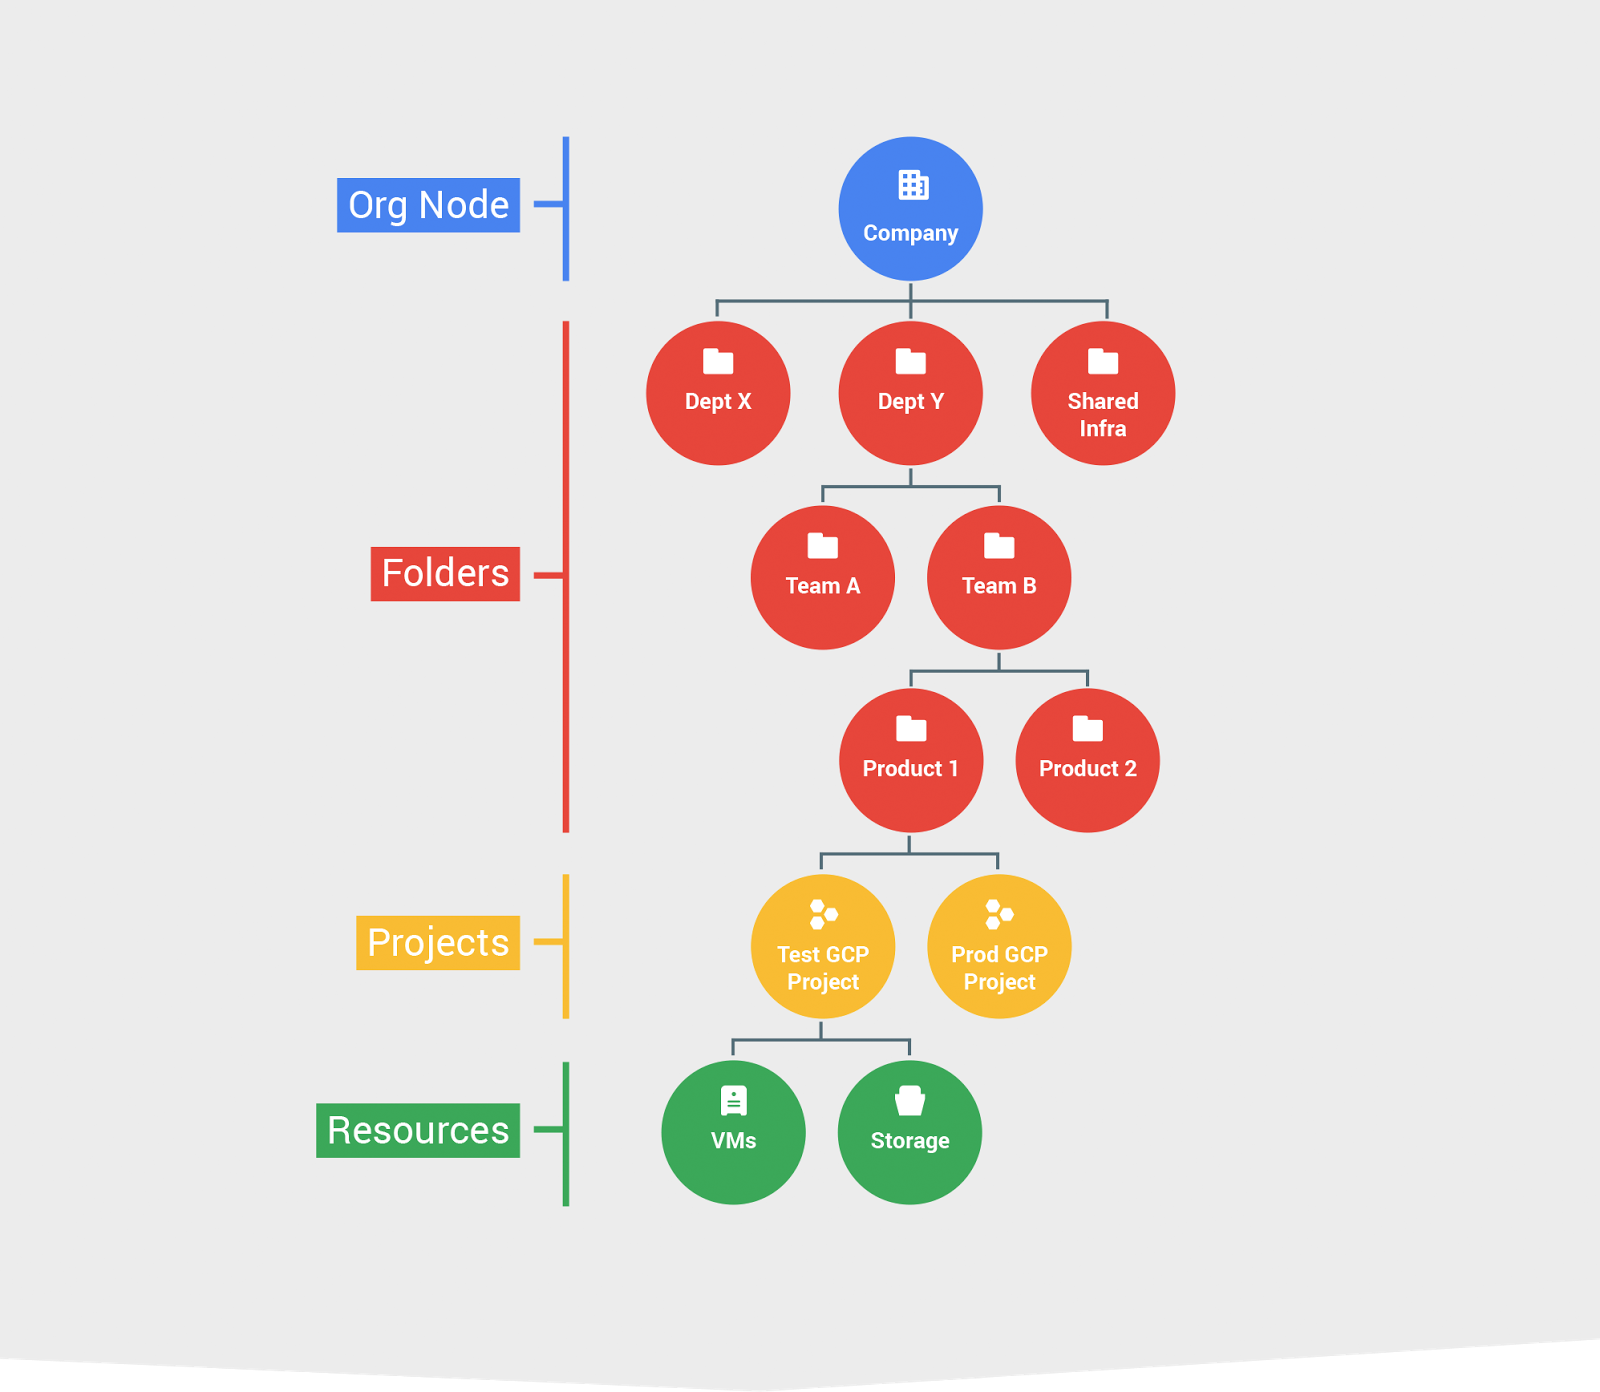 Org Node
Company
Dept X
Dept Y
Shared
Infra
Folders
Team A
Team B
Product 1
Product 2
Projects
Test GCP
Project
Prod GCP
Project
Resources
VMs
Storage